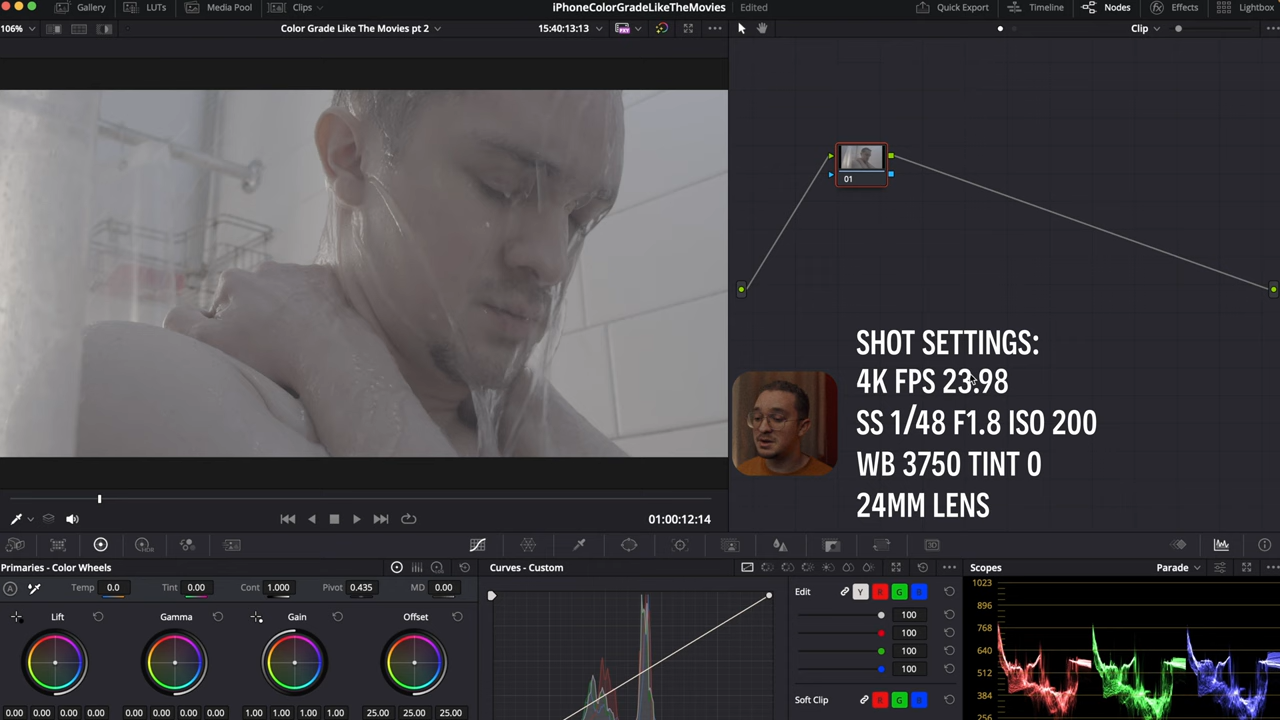 Gallery LUTs Media Pool Clips iPhoneColorGradeLikeTheMovies Edited Quick Export Timeline Nodes Effects Lightbox
106% Color Grade Like The Movies pt 2 15:40:13:13 Clip
01
SHOT SETTINGS:
4K FPS 23.98
SS 1/48 F1.8 ISO 200
WB 3750 TINT 0
24MM LENS
01:00:12:14
Primaries - Color Wheels Curves - Custom Scopes Parade
Temp 0.0 Tint 0.00 Cont 1.000 Pivot 0.435 MD 0.00 Edit Y R G B 1023
896
Lift Gamma Gain Offset 100 768
100 640
100 512
100 384
Soft Clip R G B
0.00 0.00 0.00 0.00 0.00 0.00 0.00 0.00 1.00 1.00 1.00 1.00 25.00 25.00 25.00 256